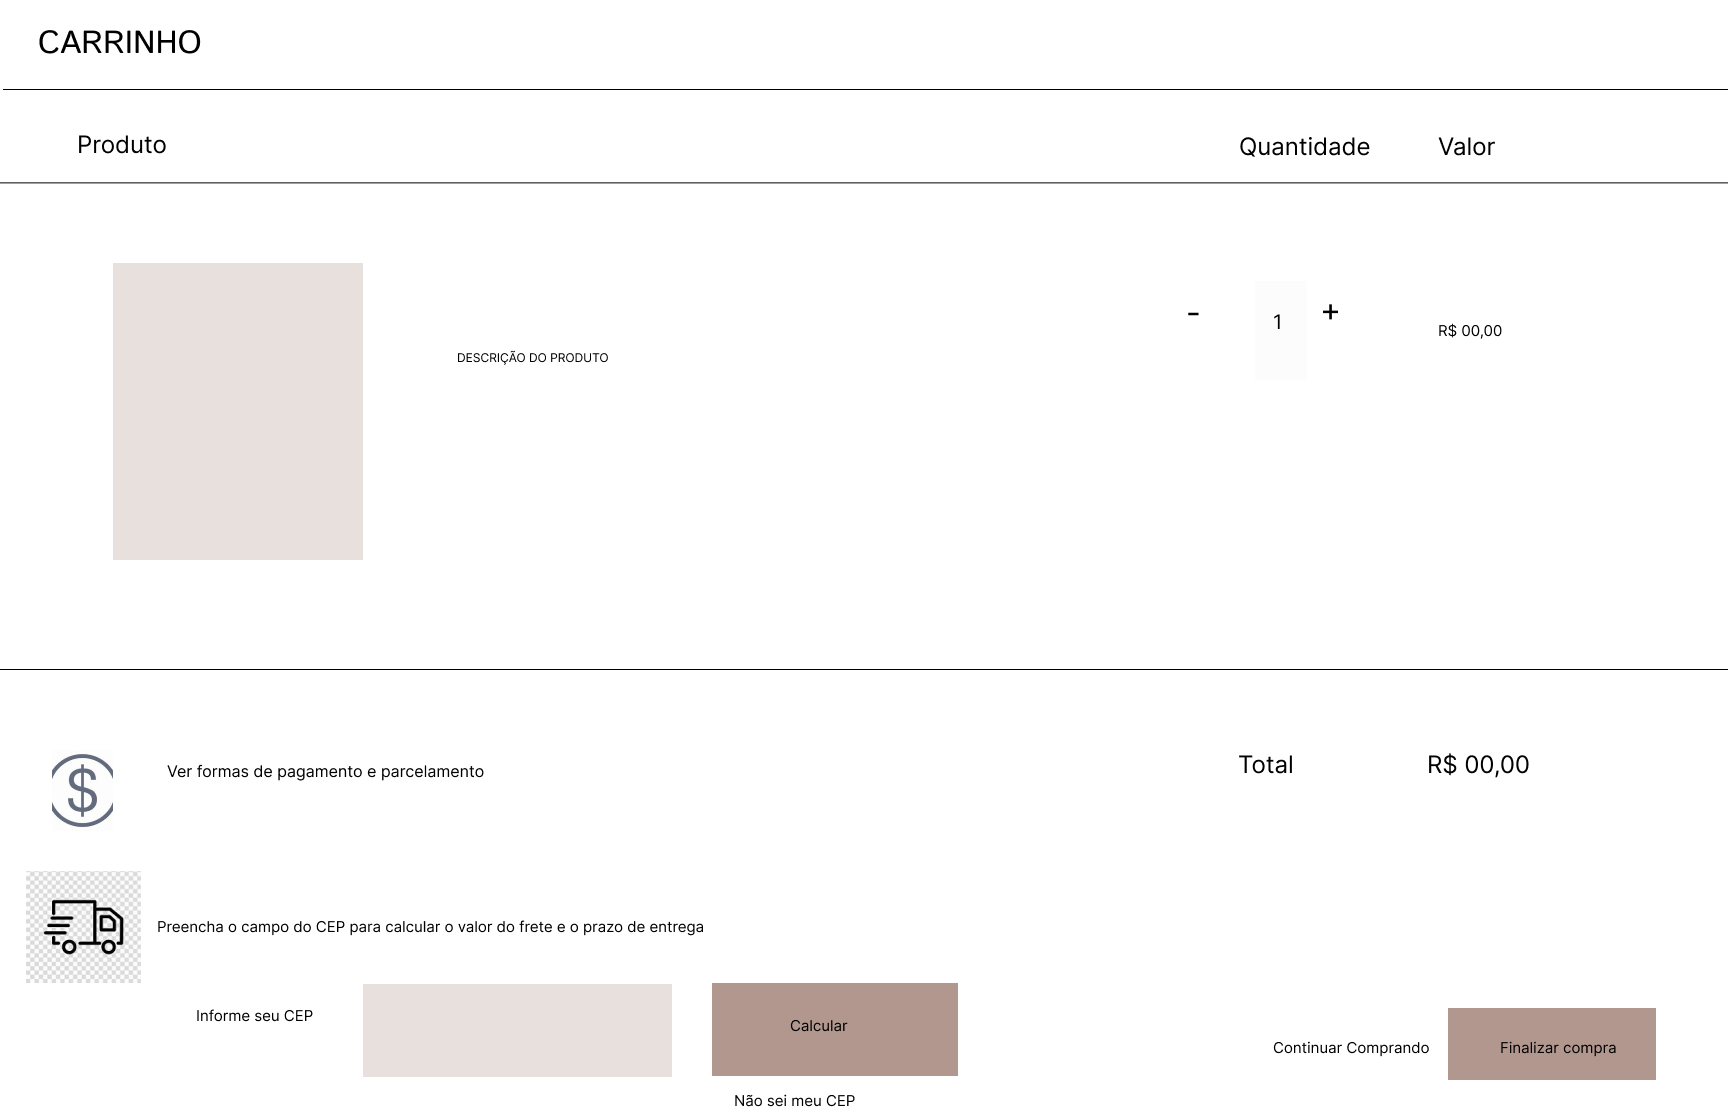 CARRINHO
Produto
Quantidade
Valor
-
1
+
R$ 00,00
DESCRIÇÃO DO PRODUTO
$
Ver formas de pagamento e parcelamento
Total
R$ 00,00
Preencha o campo do CEP para calcular o valor do frete e o prazo de entrega
Informe seu CEP
Calcular
Continuar Comprando
Finalizar compra
Não sei meu CEP